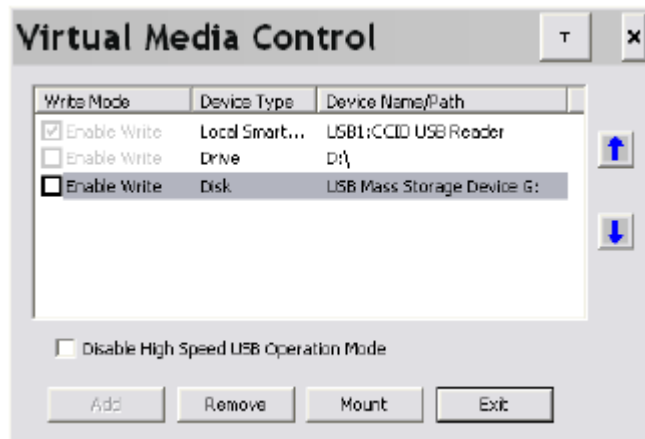 Virtual Media Control T ×
Write Mode Device Type Device Name/Path
Enable Write Local Smart... USB1:CCID USB Reader
Enable Write Drive D:\
Enable Write Disk USB Mass Storage Device G:
Disable High Speed USB Operation Mode
Add Remove Mount Exit